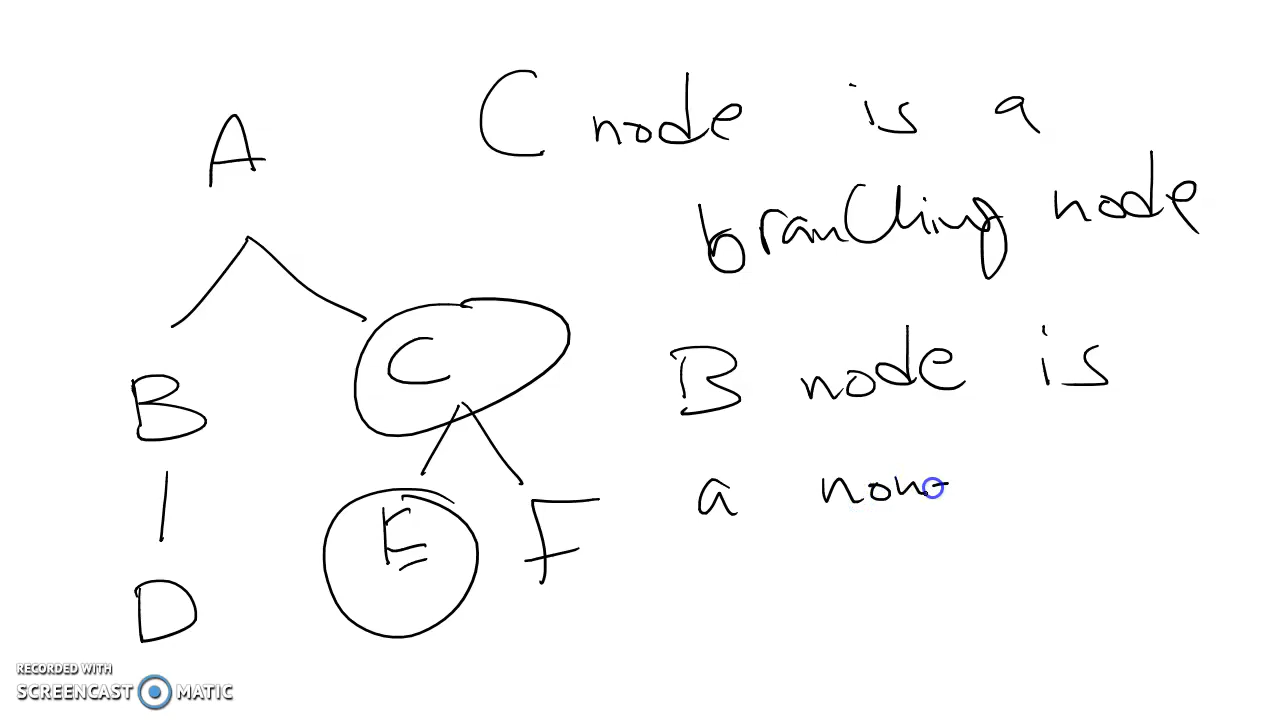 C node is a
A
branching node
B node is
B C
a non
E F
D
RECORDED WITH
SCREENCAST MATIC